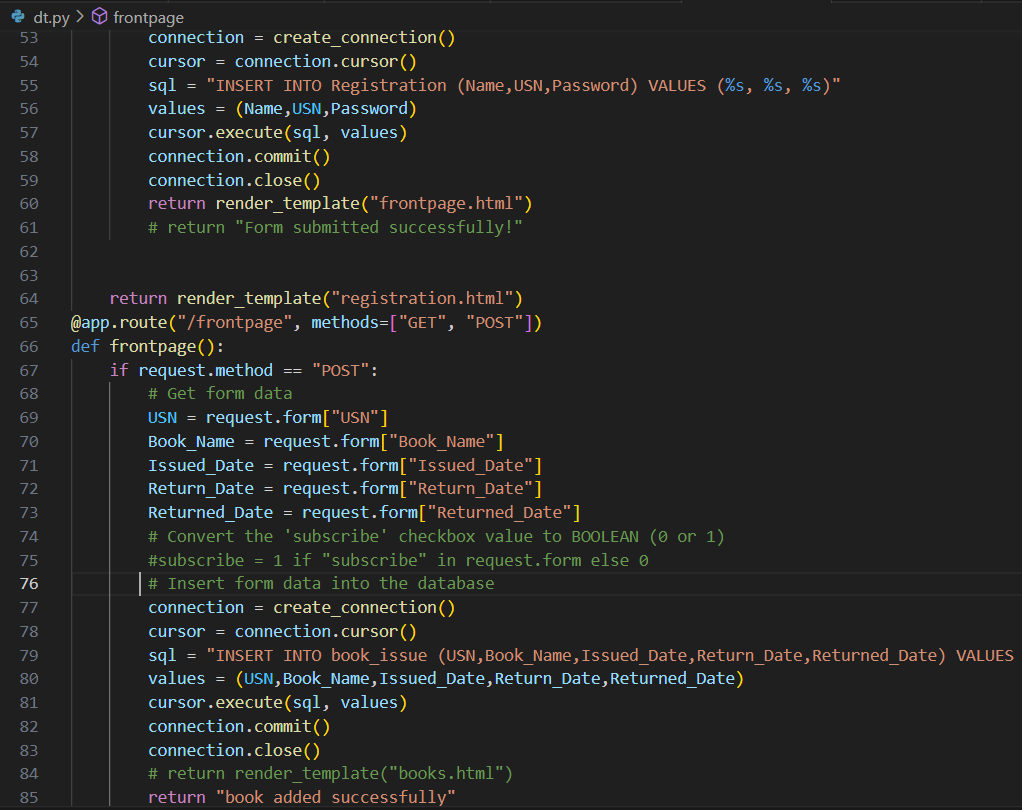 dt.py > frontpage
53 connection = create_connection()
54 cursor = connection.cursor()
55 sql = "INSERT INTO Registration (Name,USN,Password) VALUES (%s, %s, %s)"
56 values = (Name,USN,Password)
57 cursor.execute(sql, values)
58 connection.commit()
59 connection.close()
60 return render_template("frontpage.html")
61 # return "Form submitted successfully!"
62
63
64 return render_template("registration.html")
65 @app.route("/frontpage", methods=["GET", "POST"])
66 def frontpage():
67 if request.method == "POST":
68 # Get form data
69 USN = request.form["USN"]
70 Book_Name = request.form["Book_Name"]
71 Issued_Date = request.form["Issued_Date"]
72 Return_Date = request.form["Return_Date"]
73 Returned_Date = request.form["Returned_Date"]
74 # Convert the 'subscribe' checkbox value to BOOLEAN (0 or 1)
75 #subscribe = 1 if "subscribe" in request.form else 0
76 # Insert form data into the database
77 connection = create_connection()
78 cursor = connection.cursor()
79 sql = "INSERT INTO book_issue (USN,Book_Name,Issued_Date,Return_Date,Returned_Date) VALUES
80 values = (USN,Book_Name,Issued_Date,Return_Date,Returned_Date)
81 cursor.execute(sql, values)
82 connection.commit()
83 connection.close()
84 # return render_template("books.html")
85 return "book added successfully"